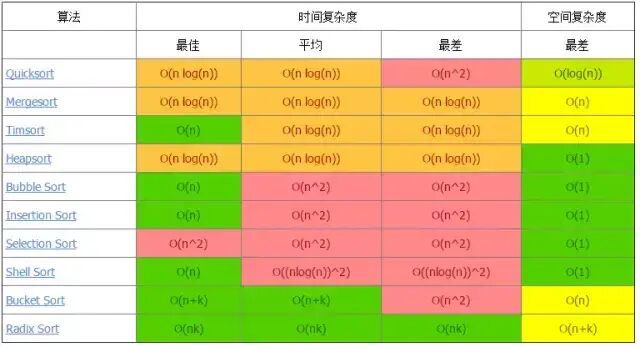 算法 时间复杂度 空间复杂度
最佳 平均 最差 最差
Quicksort O(n log(n)) O(n log(n)) O(n^2) O(log(n))
Mergesort O(n log(n)) O(n log(n)) O(n log(n)) O(n)
Timsort O(n) O(n log(n)) O(n log(n)) O(n)
Heapsort O(n log(n)) O(n log(n)) O(n log(n)) O(1)
Bubble Sort O(n) O(n^2) O(n^2) O(1)
Insertion Sort O(n) O(n^2) O(n^2) O(1)
Selection Sort O(n^2) O(n^2) O(n^2) O(1)
Shell Sort O(n) O((nlog(n))^2) O((nlog(n))^2) O(1)
Bucket Sort O(n+k) O(n+k) O(n^2) O(n)
Radix Sort O(nk) O(nk) O(nk) O(n+k)